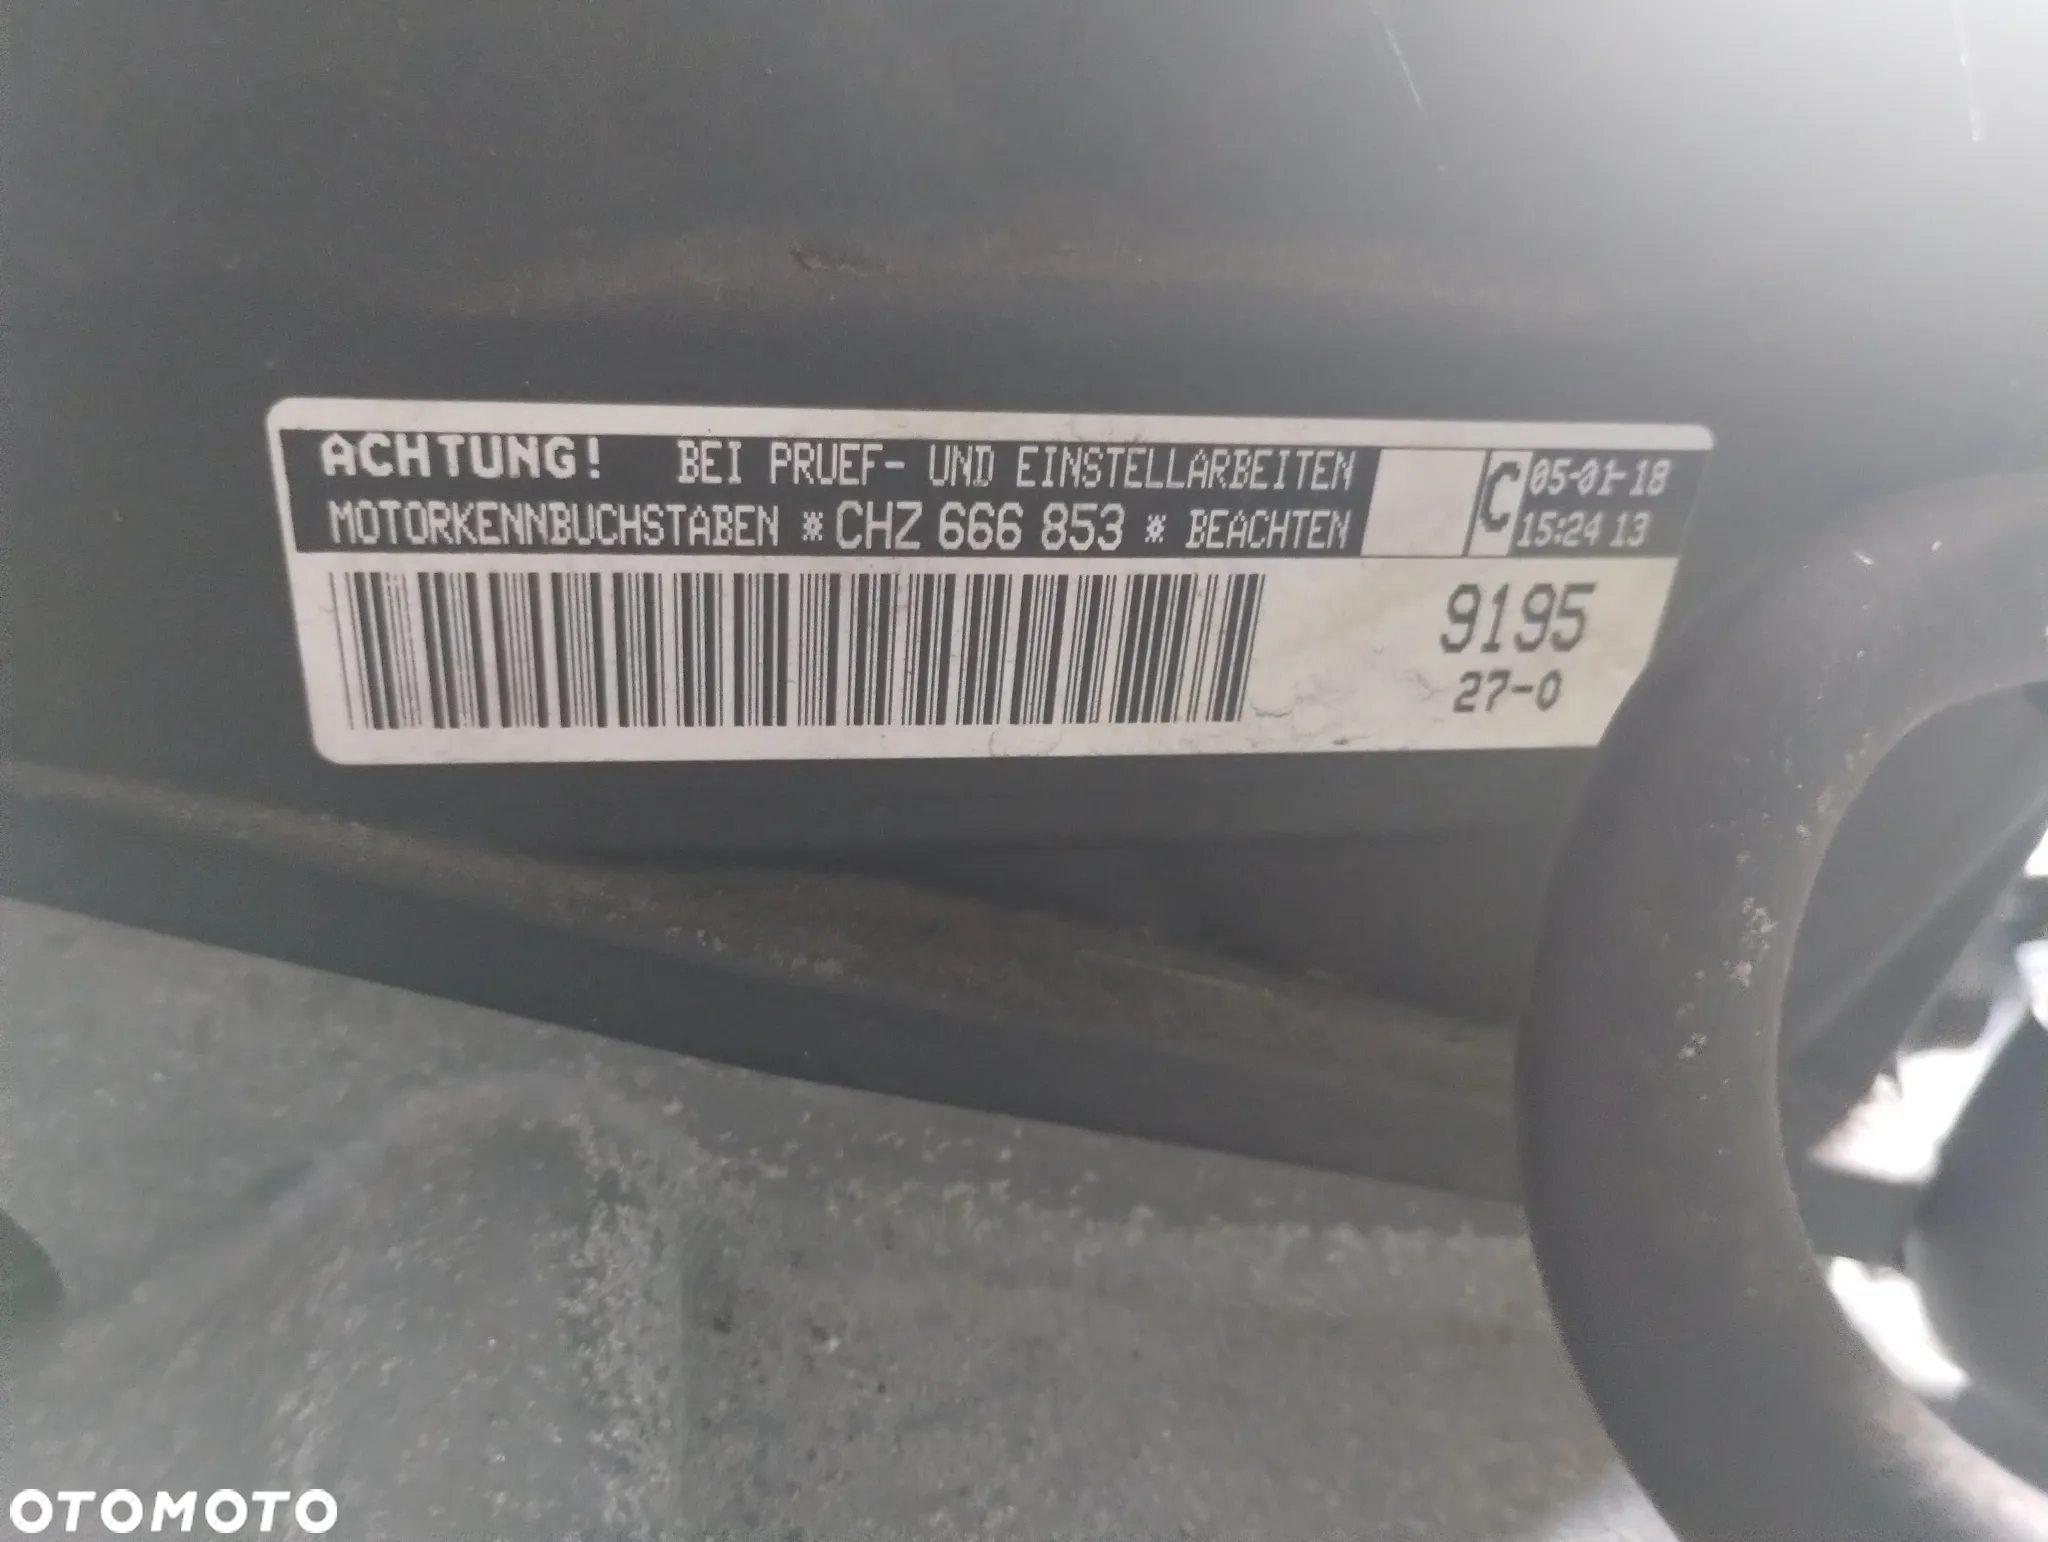 ACHTUNG! BEI PRUEF- UND EINSTELLARBEITEN
MOTORKENNBUCHSTABEN *CHZ 666 853* BEACHTEN
C
05-01-18
15:24 13
9195
27-0
OTOMOTO